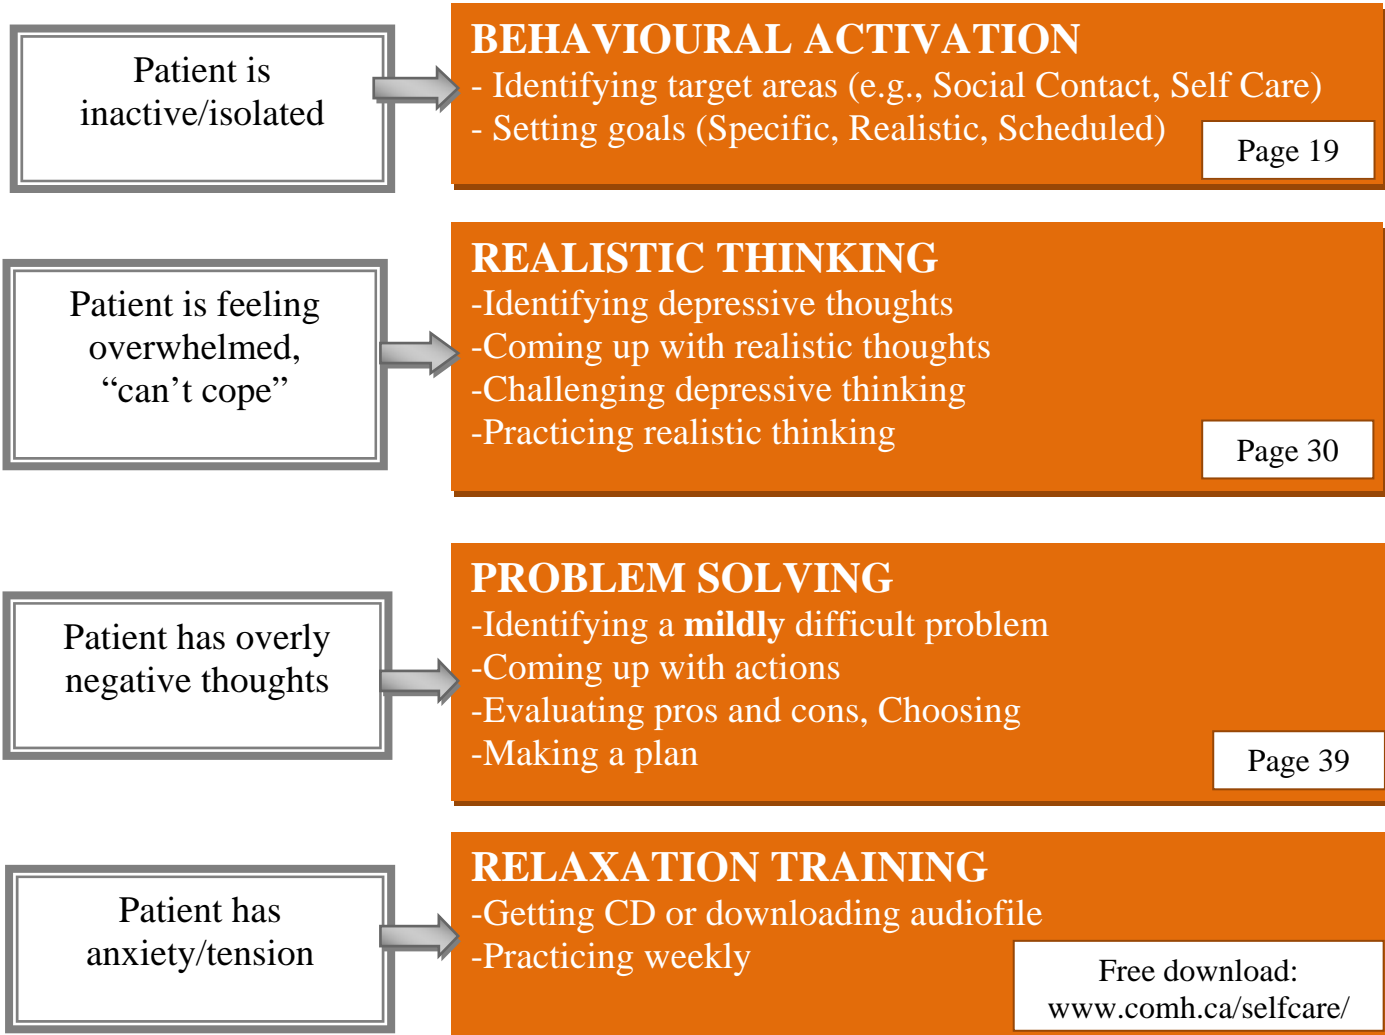 Patient is
inactive/isolated
BEHAVIOURAL ACTIVATION
- Identifying target areas (e.g., Social Contact, Self Care)
- Setting goals (Specific, Realistic, Scheduled)
Page 19
Patient is feeling
overwhelmed,
“can’t cope”
REALISTIC THINKING
-Identifying depressive thoughts
-Coming up with realistic thoughts
-Challenging depressive thinking
-Practicing realistic thinking
Page 30
Patient has overly
negative thoughts
PROBLEM SOLVING
-Identifying a mildly difficult problem
-Coming up with actions
-Evaluating pros and cons, Choosing
-Making a plan
Page 39
Patient has
anxiety/tension
RELAXATION TRAINING
-Getting CD or downloading audiofile
-Practicing weekly
Free download:
www.comh.ca/selfcare/